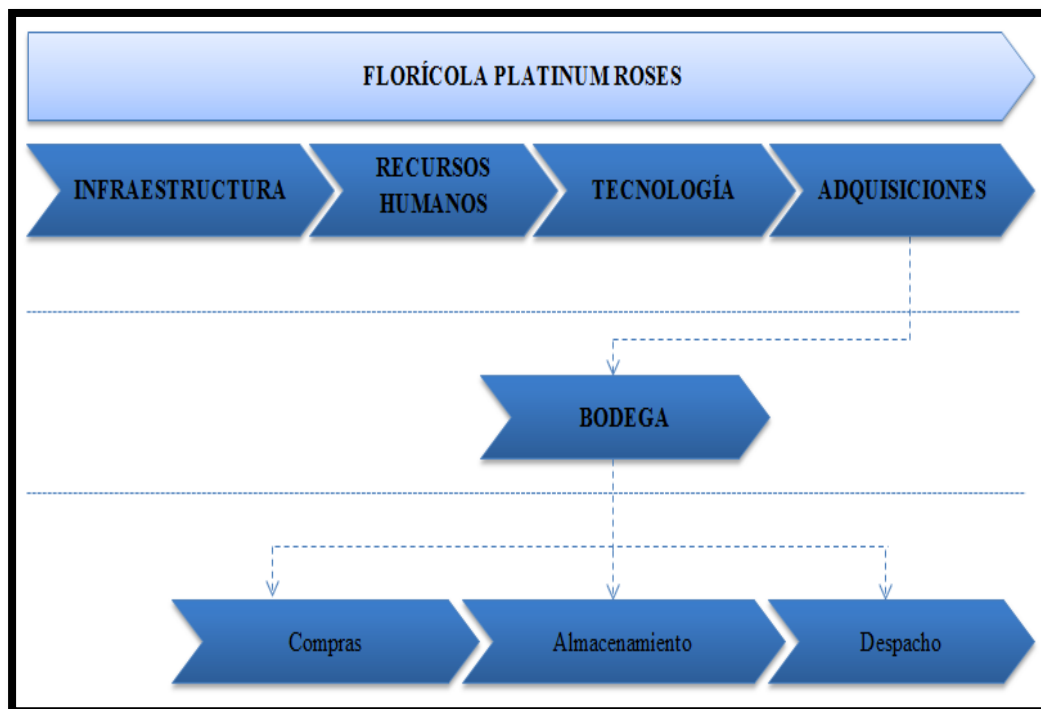 FLORÍCOLA PLATINUM ROSES
INFRAESTRUCTURA
RECURSOS
HUMANOS
TECNOLOGÍA
ADQUISICIONES
BODEGA
Compras
Almacenamiento
Despacho